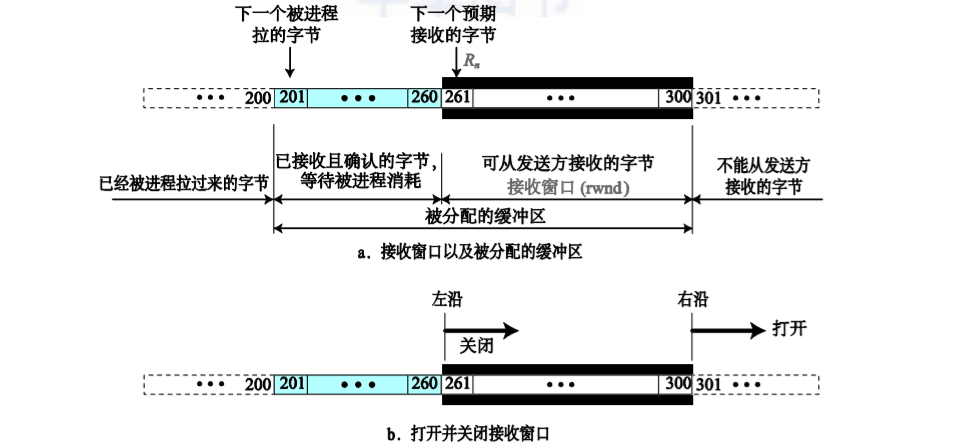 下一个被进程
拉的字节
下一个预期
接收的字节
Rn
••• 200 201 ••• 260 261 ••• 300 301 •••
已经被进程拉过来的字节
已接收且确认的字节，
等待被进程消耗
可从发送方接收的字节
接收窗口 (rwnd)
不能从发送方
接收的字节
被分配的缓冲区
a. 接收窗口以及被分配的缓冲区
左沿
右沿
关闭
打开
••• 200 201 ••• 260 261 ••• 300 301 •••
b. 打开并关闭接收窗口